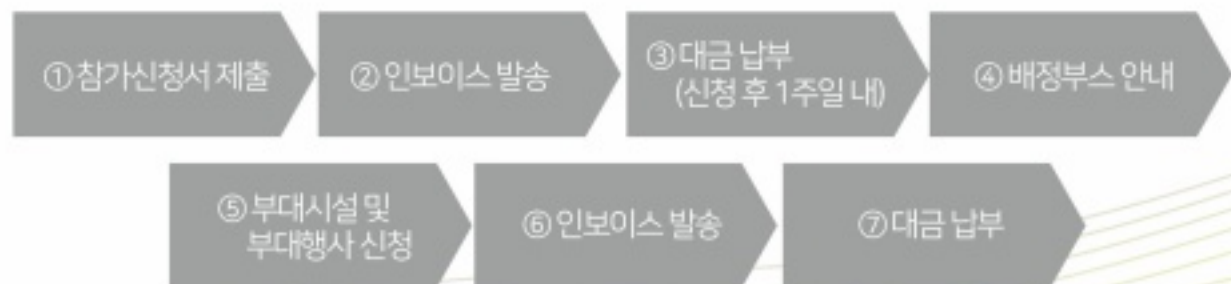 ① 참가신청서 제출
② 인보이스 발송
③ 대금 납부
(신청 후 1주일 내)
④ 배정부스 안내
⑤ 부대시설 및
부대행사 신청
⑥ 인보이스 발송
⑦ 대금 납부